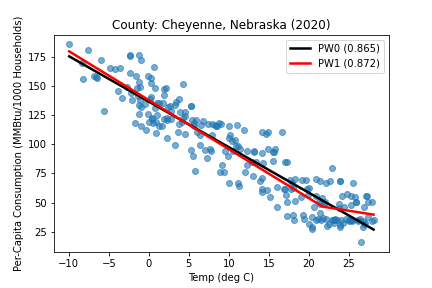 County: Cheyenne, Nebraska (2020)
PW0 (0.865)
PW1 (0.872)
Per-Capita Consumption (MMBtu/1000 Households)
175
150
125
100
75
50
25
−10 −5 0 5 10 15 20 25
Temp (deg C)